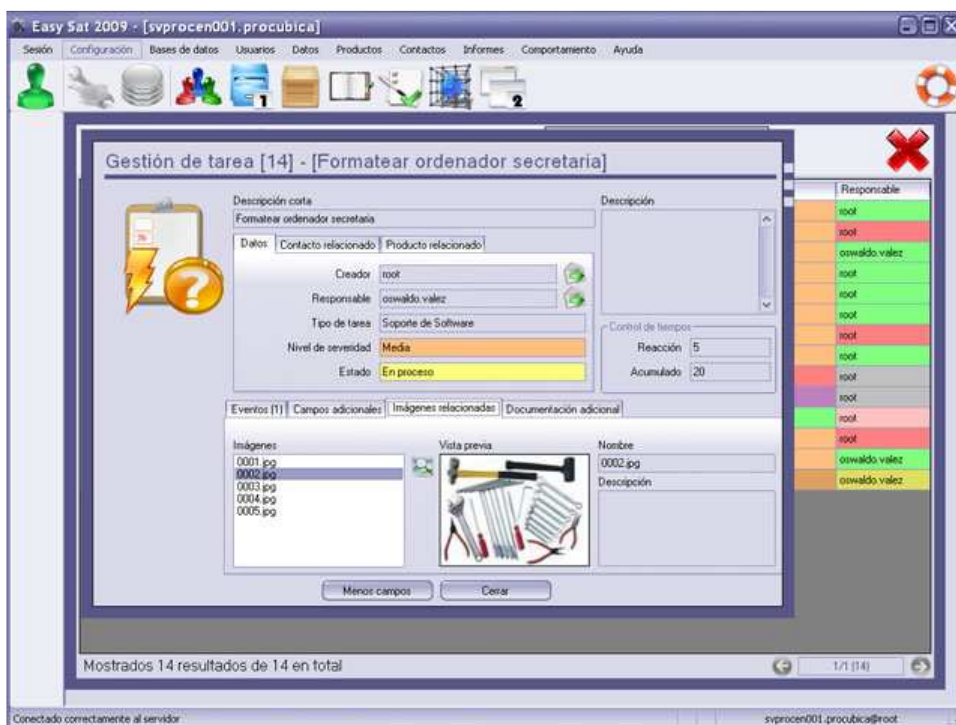 Easy Sat 2009 - [svprocen001.procubica]
Sesión Configuración Bases de datos Usuarios Datos Productos Contactos Informes Comportamiento Ayuda
1
2
Gestión de tarea [14] - [Formatear ordenador secretaria]
Descripción corta
Formatear ordenador secretaria
Descripción
Datos Contacto relacionado Producto relacionado
Creador root
Responsable oswaldo.valez
Tipo de tarea Soporte de Software
Nivel de severidad Media
Estado En proceso
Control de tiempos
Reacción 5
Acumulado 20
Eventos (1) Campos adicionales Imágenes relacionadas Documentación adicional
Imágenes
0001.jpg
0002.jpg
0003.jpg
0004.jpg
0005.jpg
Vista previa
Nombre
0002.jpg
Descripción
Menos campos Cerrar
Responsable
root
root
oswaldo.valez
root
root
root
root
root
root
root
root
root
oswaldo.valez
oswaldo.valez
Mostrados 14 resultados de 14 en total
1/1 (14)
Conectado correctamente al servidor
svprocen001.procubica@root